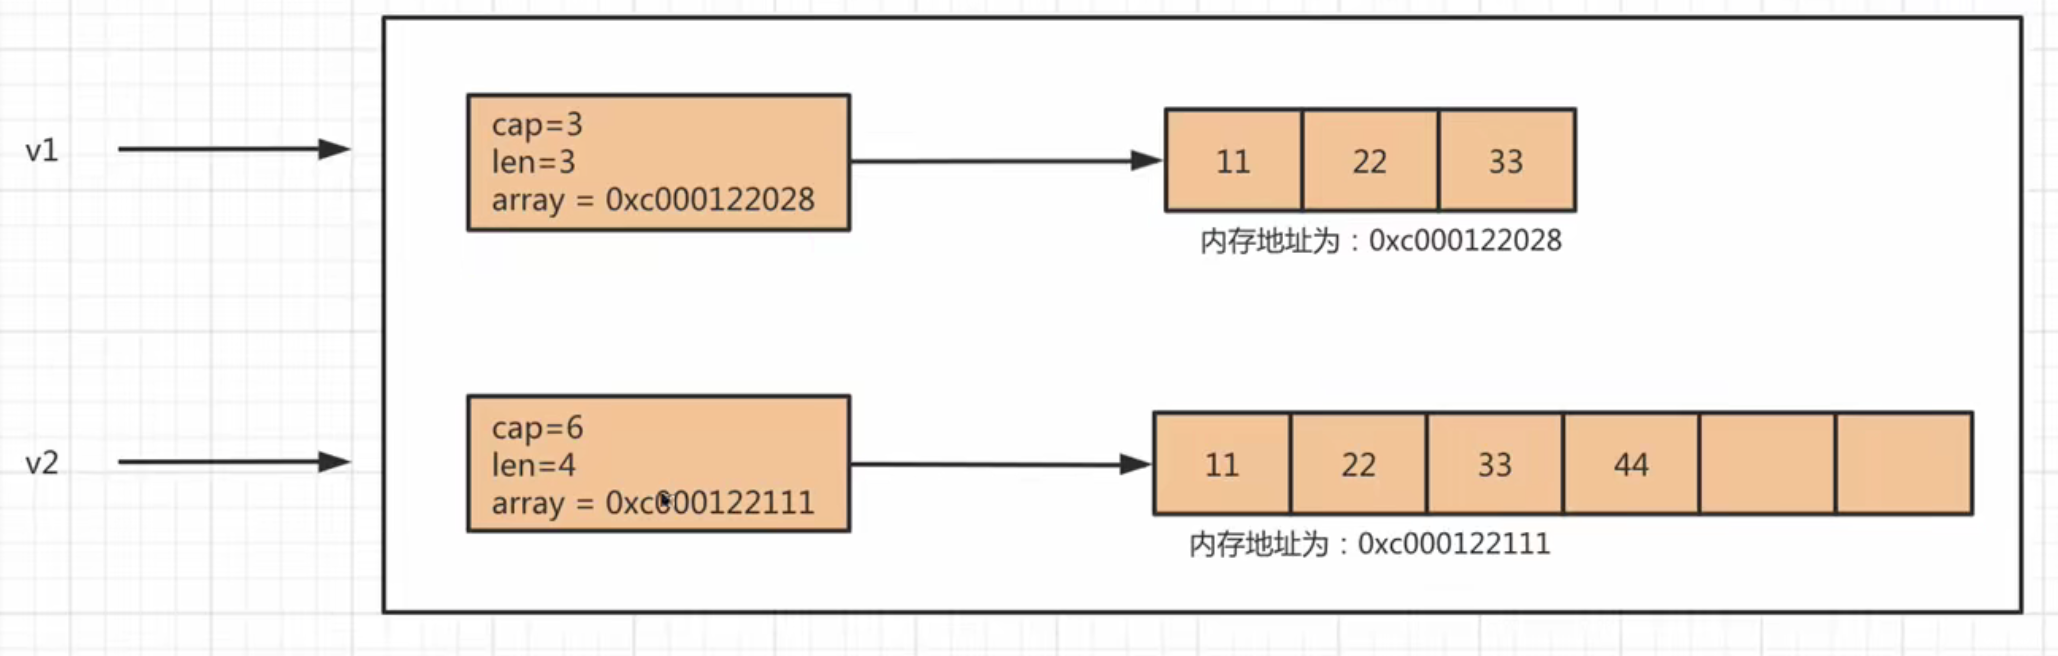 v1
cap=3
len=3
array = 0xc000122028
11 22 33
内存地址为：0xc000122028
v2
cap=6
len=4
array = 0xc000122111
11 22 33 44
内存地址为：0xc000122111